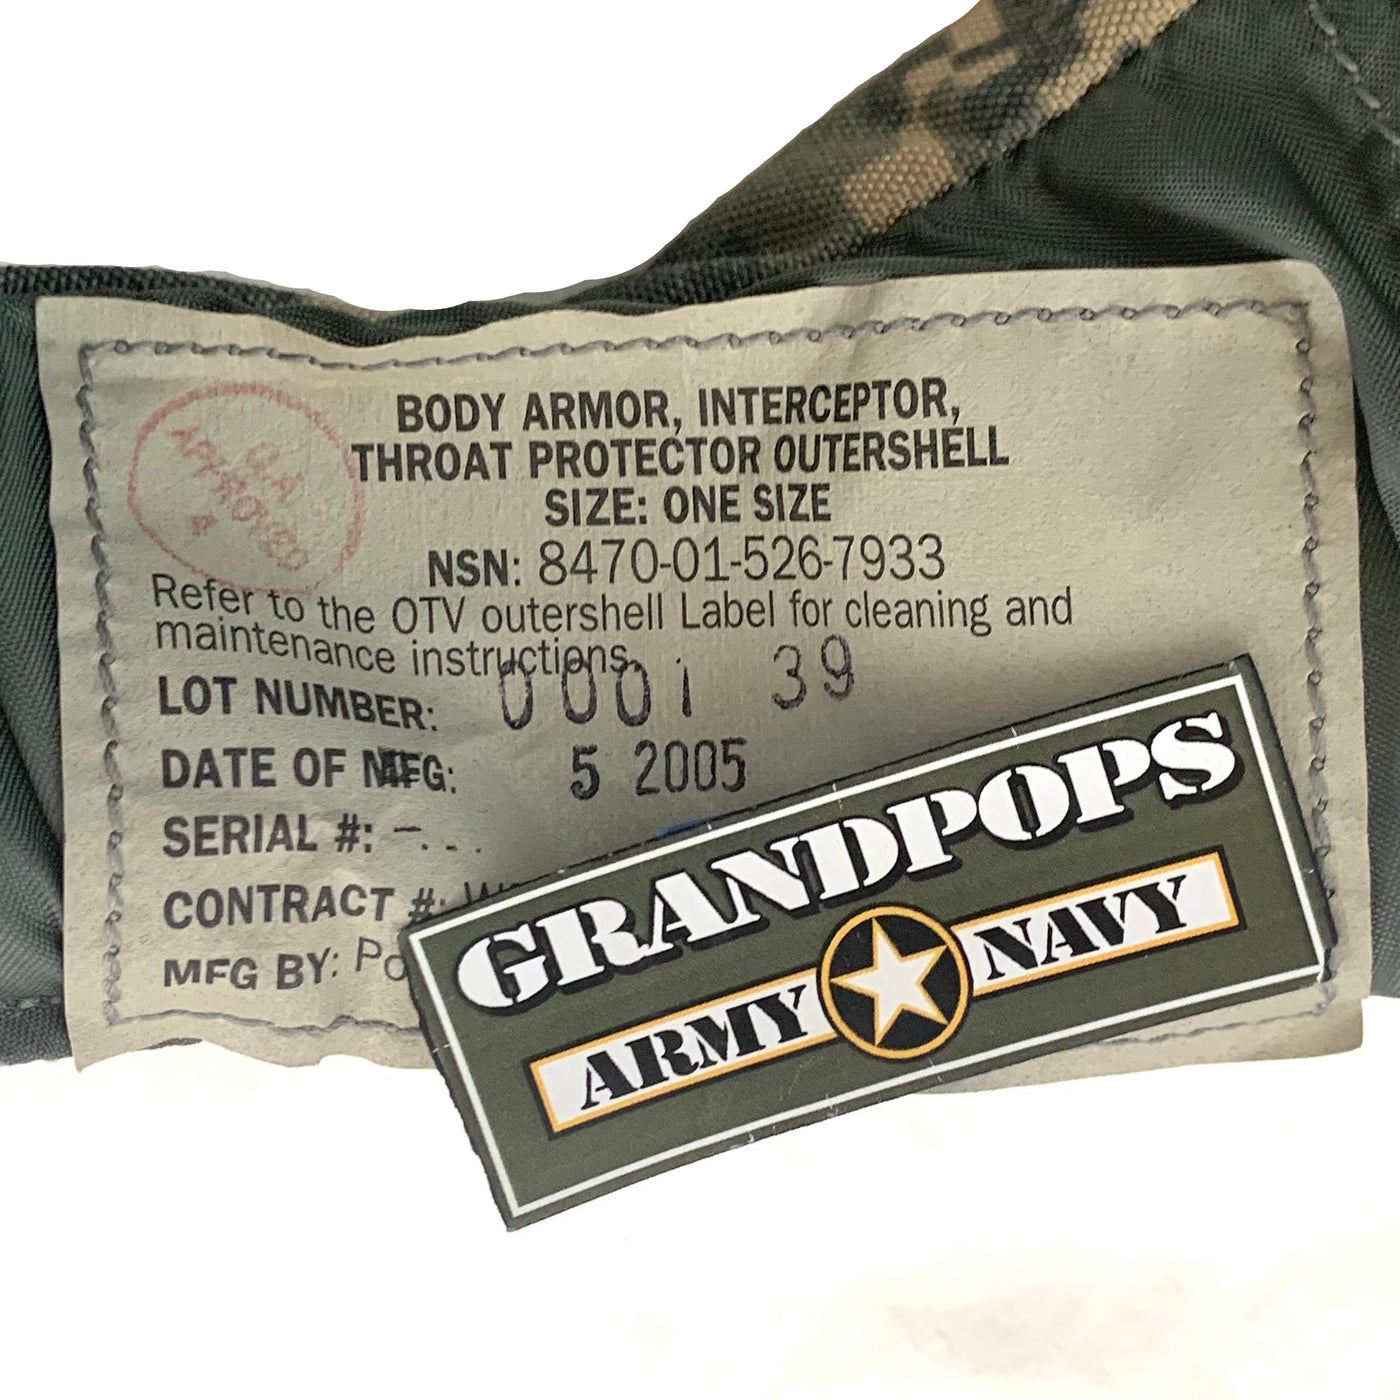 Q.A.
APPROVED
4
BODY ARMOR, INTERCEPTOR,
THROAT PROTECTOR OUTERSHELL
SIZE: ONE SIZE
NSN: 8470-01-526-7933
Refer to the OTV outershell Label for cleaning and
maintenance instructions.
LOT NUMBER: 0001 39
DATE OF MFG: 5 2005
SERIAL #:
CONTRACT #:
MFG BY: Po
GRANDPOPS
ARMY NAVY